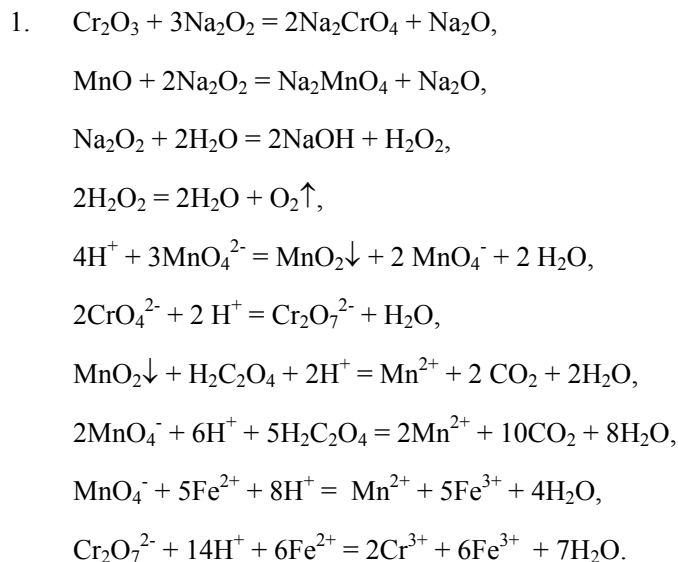 1. Cr₂O₃ + 3Na₂O₂ = 2Na₂CrO₄ + Na₂O,
MnO + 2Na₂O₂ = Na₂MnO₄ + Na₂O,
Na₂O₂ + 2H₂O = 2NaOH + H₂O₂,
2H₂O₂ = 2H₂O + O₂↑,
4H⁺ + 3MnO₄²⁻ = MnO₂↓ + 2 MnO₄⁻ + 2 H₂O,
2CrO₄²⁻ + 2 H⁺ = Cr₂O₇²⁻ + H₂O,
MnO₂↓ + H₂C₂O₄ + 2H⁺ = Mn²⁺ + 2 CO₂ + 2H₂O,
2MnO₄⁻ + 6H⁺ + 5H₂C₂O₄ = 2Mn²⁺ + 10CO₂ + 8H₂O,
MnO₄⁻ + 5Fe²⁺ + 8H⁺ = Mn²⁺ + 5Fe³⁺ + 4H₂O,
Cr₂O₇²⁻ + 14H⁺ + 6Fe²⁺ = 2Cr³⁺ + 6Fe³⁺ + 7H₂O.